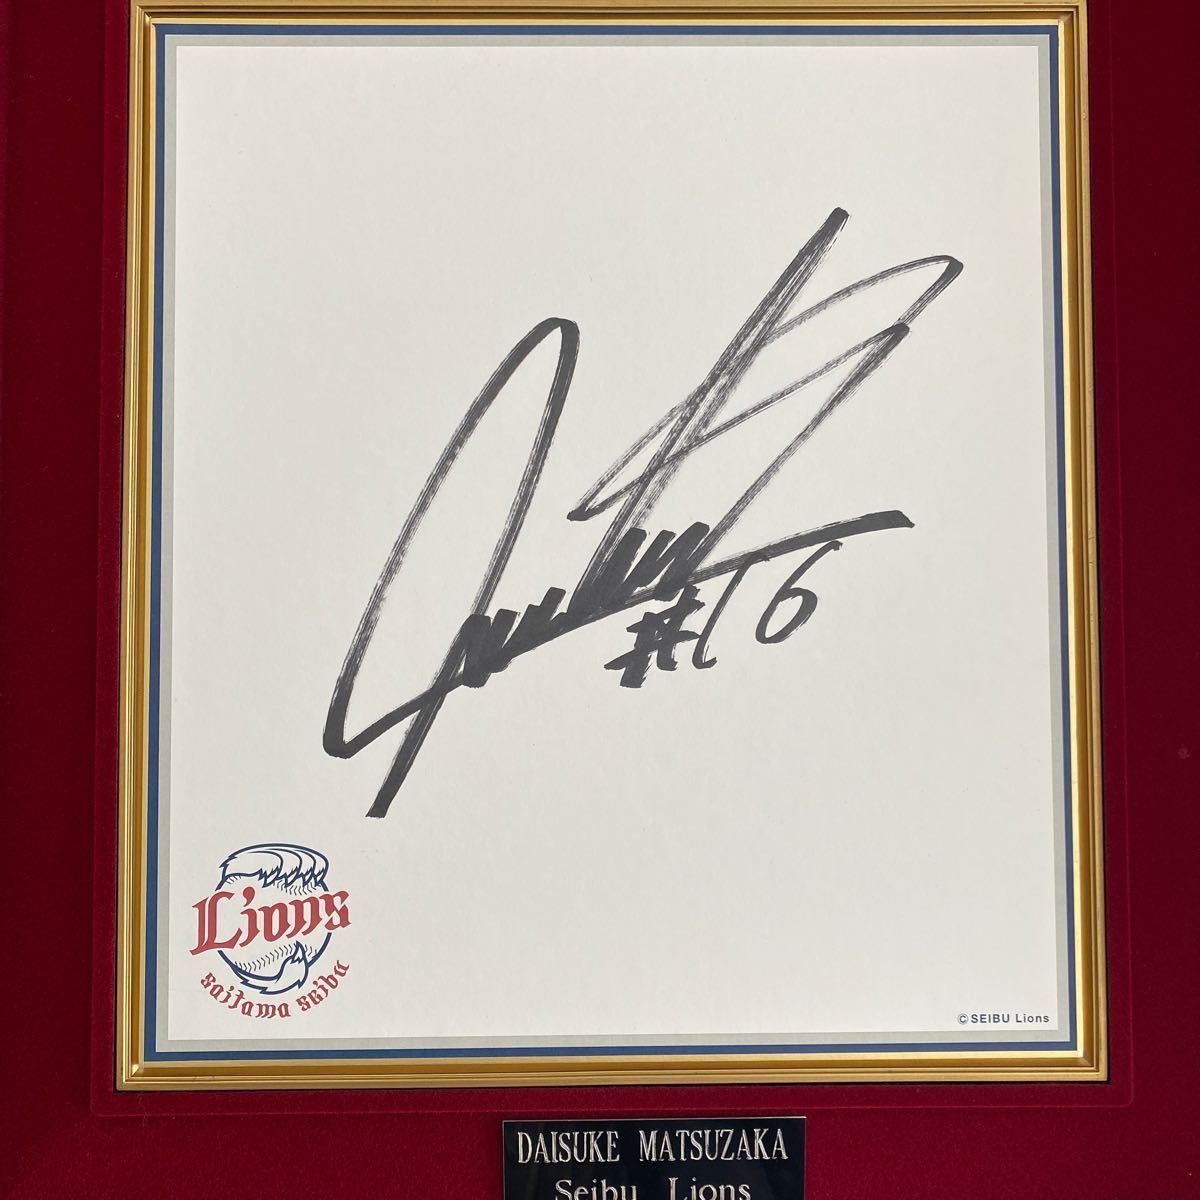 #16
Lions
saitama seibu
© SEIBU Lions
DAISUKE MATSUZAKA
Seibu Lions